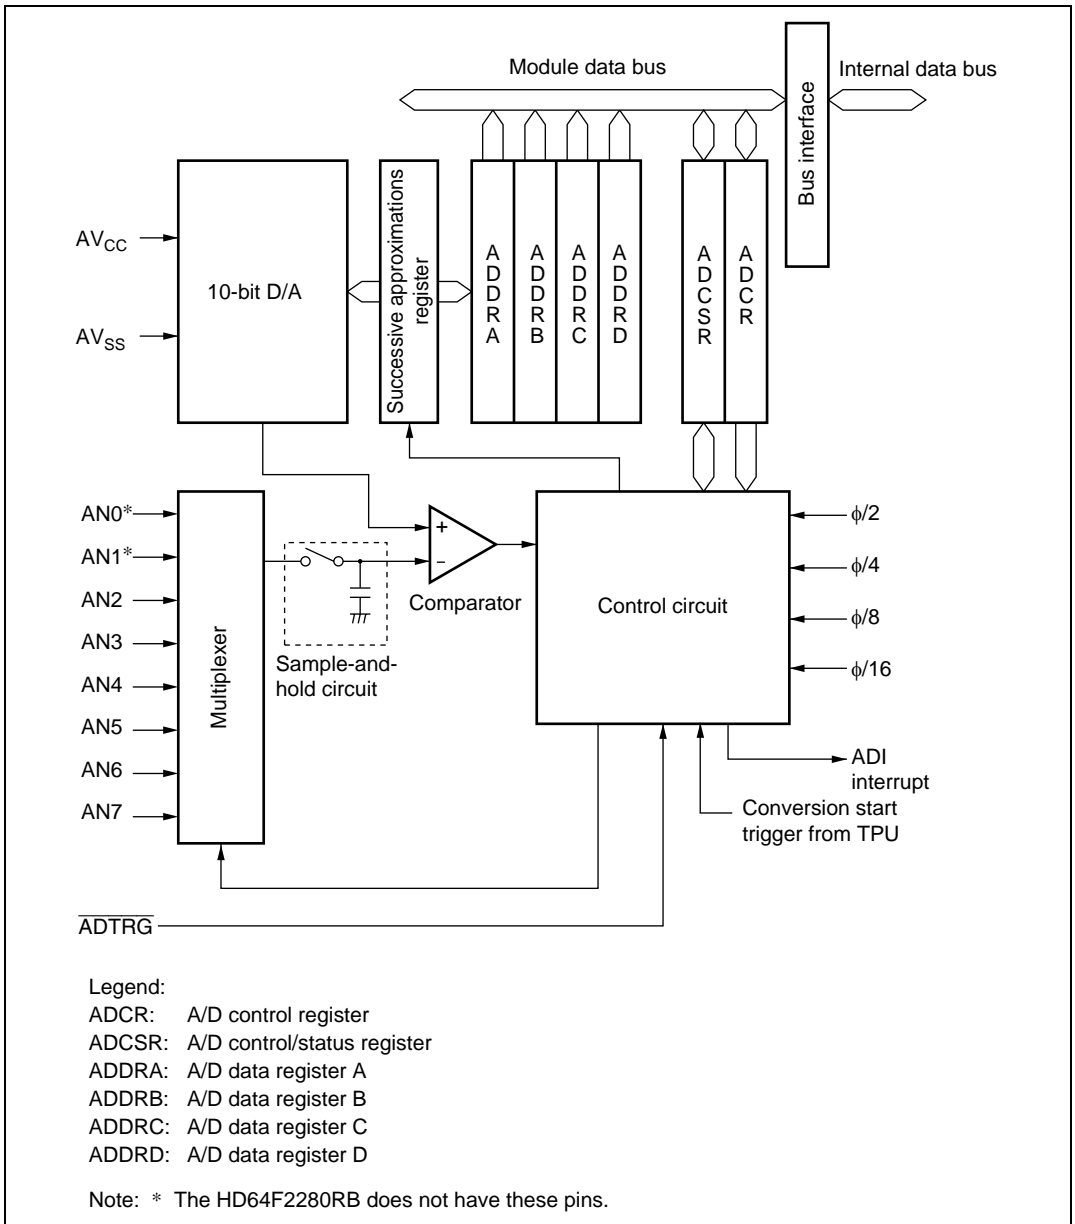 Module data bus
Internal data bus
Bus interface
AVCC
AVSS
10-bit D/A
Successive approximations
register
ADDRA
ADDRB
ADDRC
ADDRD
ADCSR
ADCR
AN0*
AN1*
AN2
AN3
AN4
AN5
AN6
AN7
Multiplexer
Sample-and-
hold circuit
+
−
Comparator
Control circuit
ϕ/2
ϕ/4
ϕ/8
ϕ/16
ADI
interrupt
Conversion start
trigger from TPU
ADTRG
Legend:
ADCR: A/D control register
ADCSR: A/D control/status register
ADDRA: A/D data register A
ADDRB: A/D data register B
ADDRC: A/D data register C
ADDRD: A/D data register D
Note: * The HD64F2280RB does not have these pins.